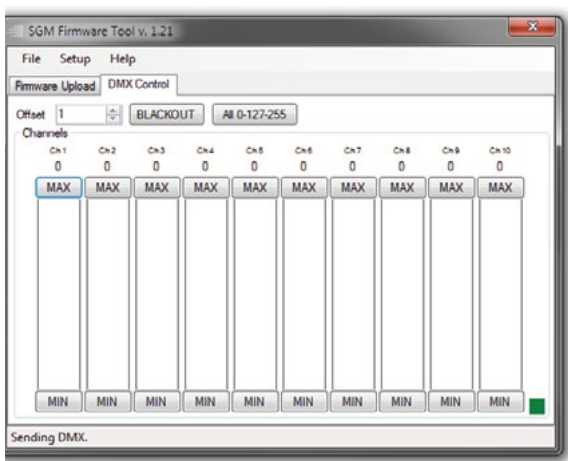 SGM Firmware Tool v. 1.21
File Setup Help
Firmware Upload DMX Control
Offset 1 BLACKOUT All 0-127-255
Channels
Ch 1 Ch 2 Ch 3 Ch 4 Ch 5 Ch 6 Ch 7 Ch 8 Ch 9 Ch 10
0 0 0 0 0 0 0 0 0 0
MAX MAX MAX MAX MAX MAX MAX MAX MAX MAX
MIN MIN MIN MIN MIN MIN MIN MIN MIN MIN
Sending DMX.